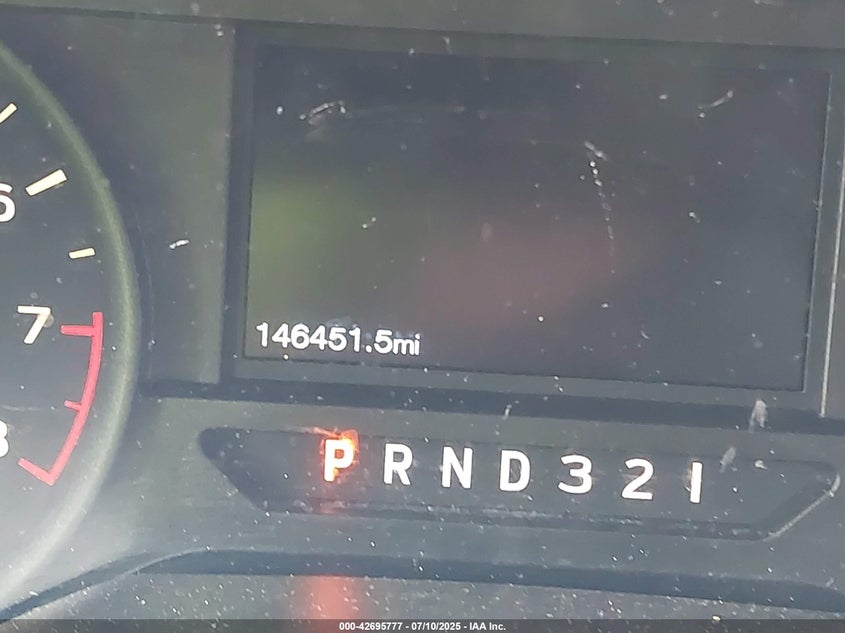 6
7
8
146451.5mi
P R N D 3 2 1
000-42695777 - 07/10/2025 - IAA Inc.